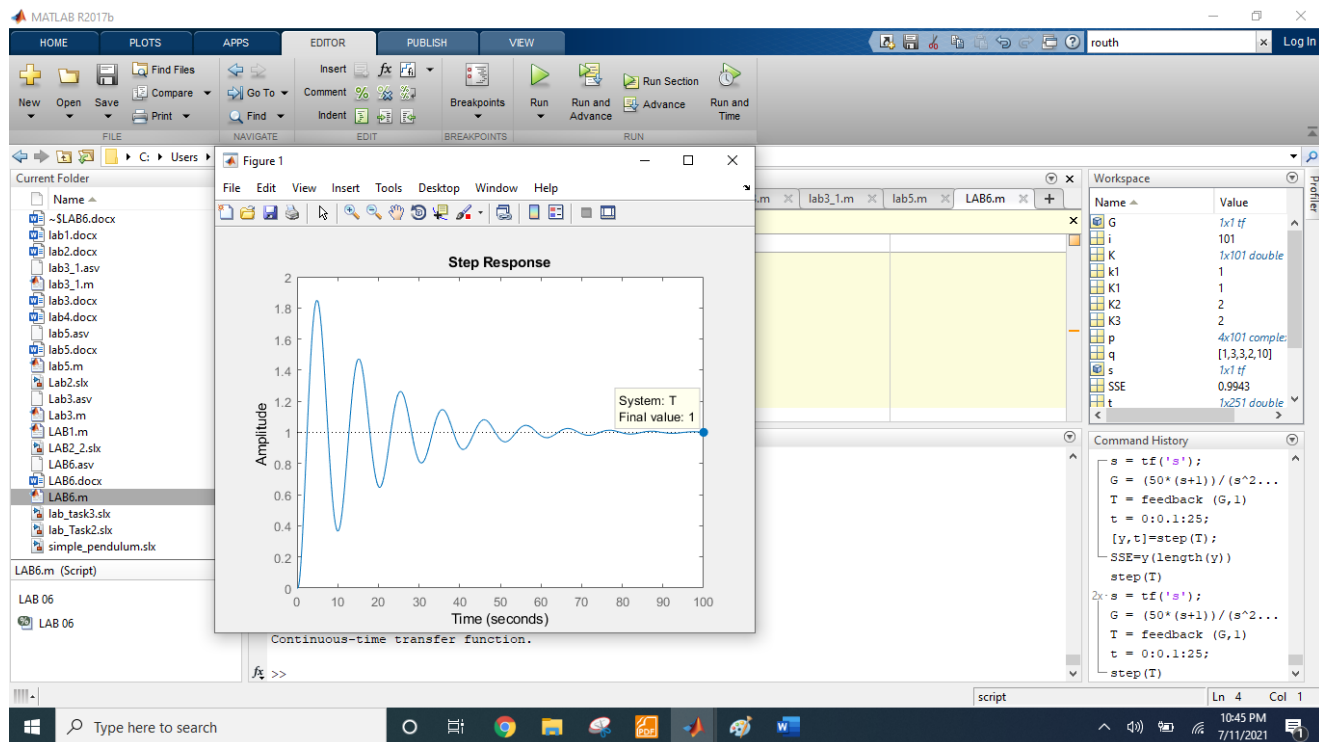 MATLAB R2017b
HOME PLOTS APPS EDITOR PUBLISH VIEW
routh
Log In
New Open Save
Find Files
Compare
Print
Go To
Find
Insert fx
Comment
Indent
Breakpoints
Run
Run and Advance
Run Section
Advance
Run and Time
FILE NAVIGATE EDIT BREAKPOINTS RUN
C: Users
Current Folder
Name
~$LAB6.docx
lab1.docx
lab2.docx
lab3_1.asv
lab3_1.m
lab3.docx
lab4.docx
lab5.asv
lab5.docx
lab5.m
Lab2.slx
Lab3.asv
Lab3.m
LAB1.m
LAB2_2.slx
LAB6.asv
LAB6.docx
LAB6.m
lab_task3.slx
lab_Task2.slx
simple_pendulum.slx
LAB6.m (Script)
LAB 06
LAB 06
Figure 1
File Edit View Insert Tools Desktop Window Help
Step Response
2
1.8
1.6
1.4
1.2
1
0.8
0.6
0.4
0.2
0
Amplitude
System: T
Final value: 1
0 10 20 30 40 50 60 70 80 90 100
Time (seconds)
.m lab3_1.m lab5.m LAB6.m +
Continuous-time transfer function.
fx >>
Workspace
Name Value
G 1x1 tf
i 101
K 1x101 double
k1 1
K1 1
K2 2
K3 2
p 4x101 comple:
q [1,3,3,2,10]
s 1x1 tf
SSE 0.9943
t 1x251 double
Profiler
Command History
s = tf('s');
G = (50*(s+1))/(s^2...
T = feedback (G,1)
t = 0:0.1:25;
[y,t]=step(T);
SSE=y(length(y))
step(T)
2x s = tf('s');
G = (50*(s+1))/(s^2...
T = feedback (G,1)
t = 0:0.1:25;
step(T)
script
Ln 4 Col 1
Type here to search
PDF
10:45 PM
7/11/2021
1